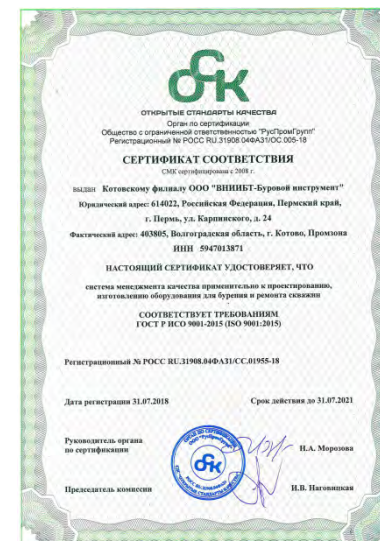 ОСК
ОТКРЫТЫЕ СТАНДАРТЫ КАЧЕСТВА
Орган по сертификации
Общество с ограниченной ответственностью "РусПромГрупп"
Регистрационный № РОСС RU.31908.04ФАЗ1/ОС.005-18
СЕРТИФИКАТ СООТВЕТСТВИЯ
СМК сертифицирована с 2008 г.
ВЫДАН Котовскому филналу ООО "ВНИИБТ-Буровой инструмент"
Юридический адрес: 614022, Российская Федерация, Пермский край,
г. Пермь, ул. Карпинского, д. 24
Фактический адрес: 403805, Волгоградская область, г. Котово, Промзона
ИНН 5947013871
НАСТОЯЩИЙ СЕРТИФИКАТ УДОСТОВЕРЯЕТ, ЧТО
система менеджмента качества применительно к проектированию,
изготовлению оборудования для бурения и ремонта скважин
СООТВЕТСТВУЕТ ТРЕБОВАНИЯМ
ГОСТ Р ИСО 9001-2015 (ISO 9001:2015)
Регистрационный № РОСС RU.31908.04ФАЗ1/СС.01955-18
Дата регистрации 31.07.2018 Срок действия до 31.07.2021
Руководитель органа
по сертификации Н.А. Морозова
ОСК
Председатель комиссии И.В. Наговицкая